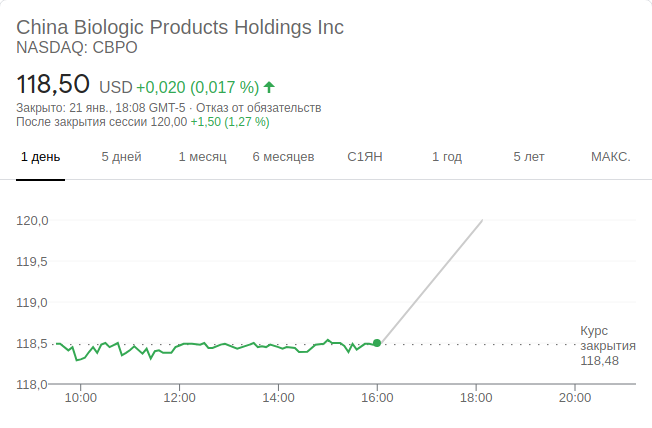 China Biologic Products Holdings Inc
NASDAQ: CBPO
118,50 USD +0,020 (0,017 %)
Закрыто: 21 янв., 18:08 GMT-5 · Отказ от обязательств
После закрытия сессии 120,00 +1,50 (1,27 %)
1 день 5 дней 1 месяц 6 месяцев С1ЯН 1 год 5 лет МАКС.
120,0
119,5
119,0
118,5
118,0
Курс
закрытия
118,48
10:00 12:00 14:00 16:00 18:00 20:00